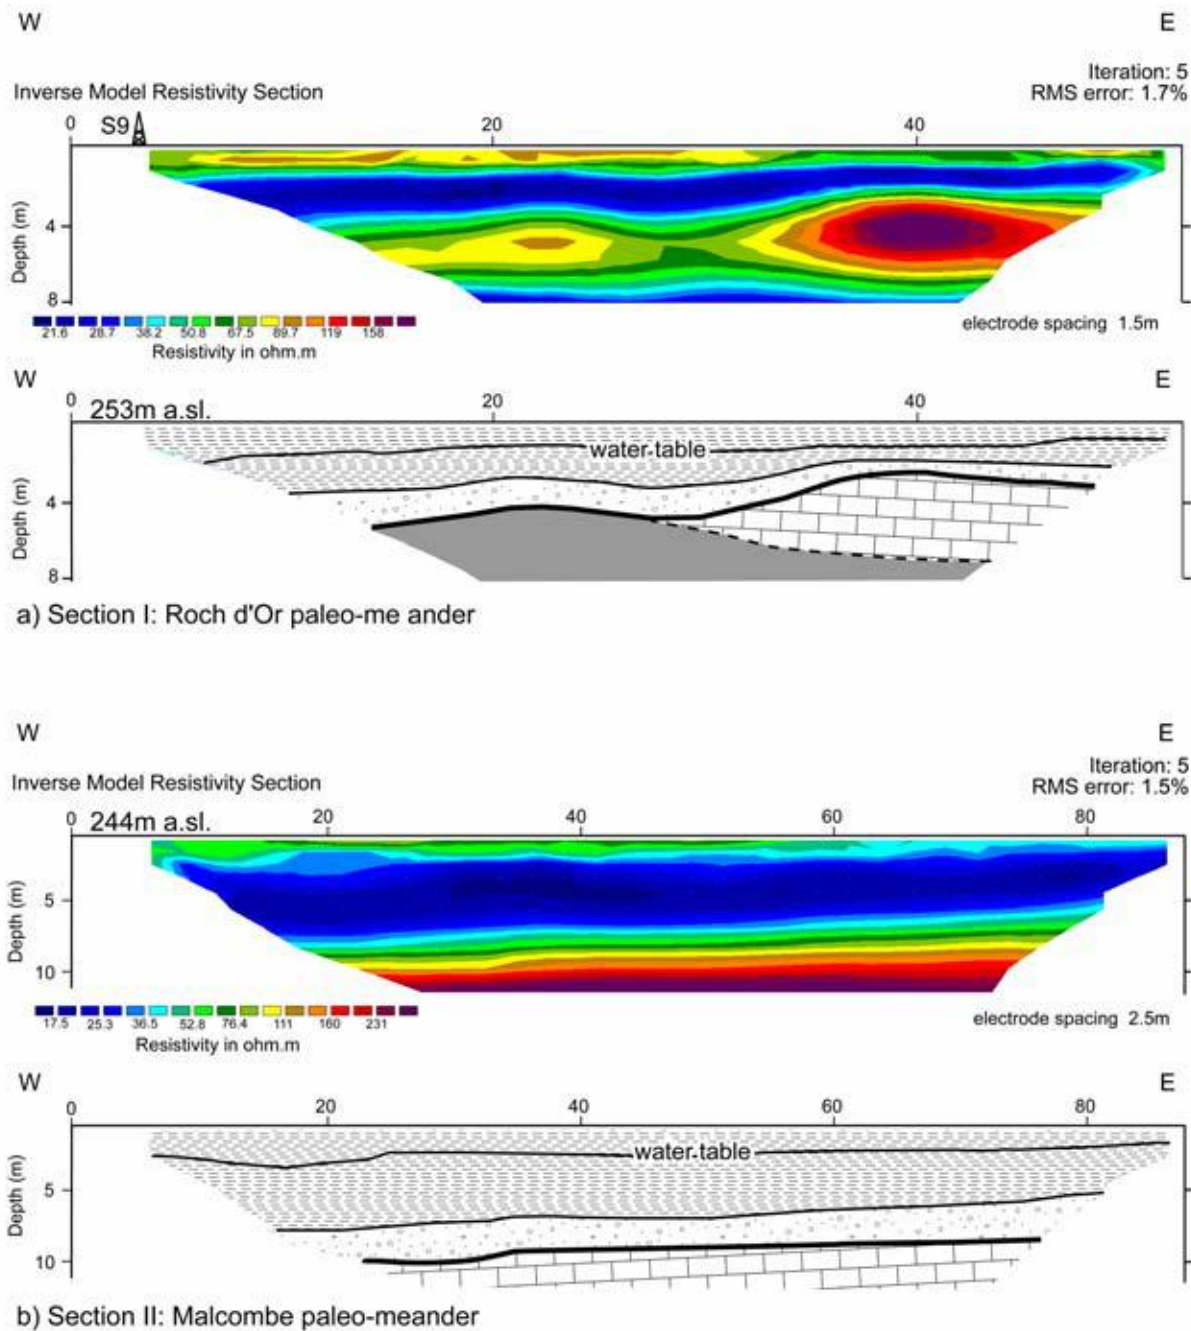 W E
Iteration: 5
Inverse Model Resistivity Section RMS error: 1.7%
0 S9 20 40
Depth (m)
4
8
21.6 28.7 38.2 50.8 67.5 89.7 119 158
electrode spacing 1.5m
Resistivity in ohm.m
W E
0 253m a.sl. 20 40
water table
Depth (m)
4
8
a) Section I: Roch d'Or paleo-me ander
W E
Iteration: 5
Inverse Model Resistivity Section RMS error: 1.5%
0 244m a.sl. 20 40 60 80
Depth (m)
5
10
17.5 25.3 36.5 52.8 76.4 111 160 231
electrode spacing 2.5m
Resistivity in ohm.m
W E
0 20 40 60 80
water table
Depth (m)
5
10
b) Section II: Malcombe paleo-meander